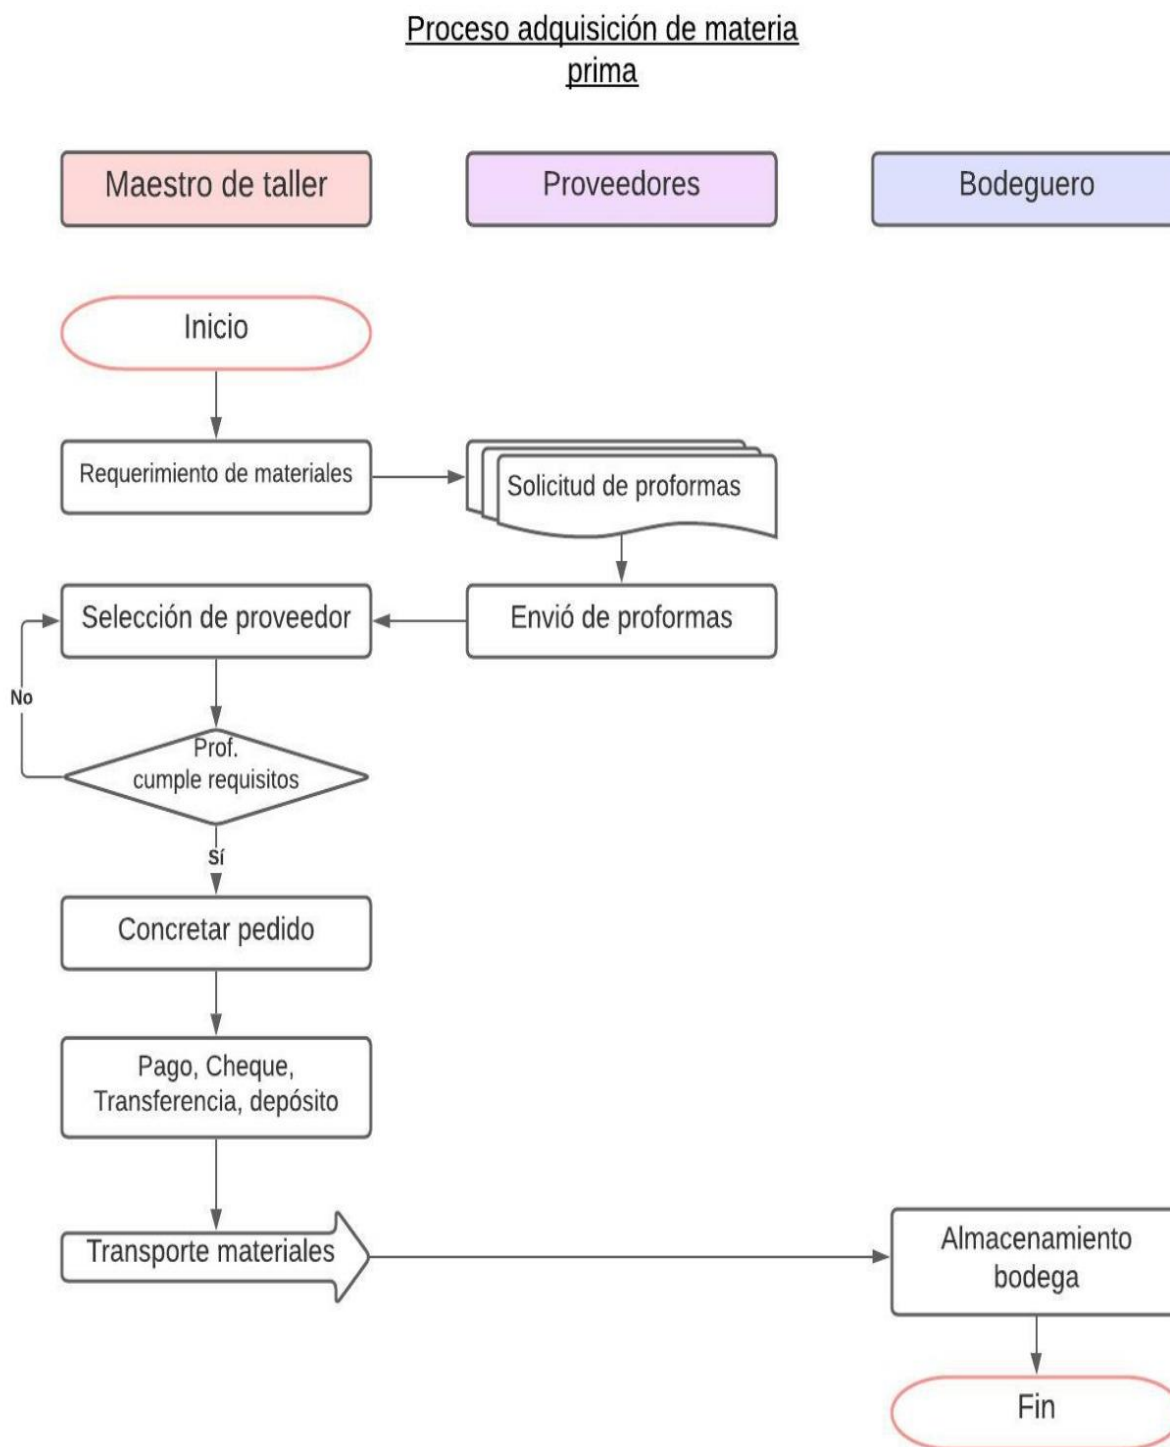 Proceso adquisición de materia
prima
Maestro de taller
Proveedores
Bodeguero
Inicio
Requerimiento de materiales
Solicitud de proformas
Selección de proveedor
Envió de proformas
No
Prof.
cumple requisitos
Sí
Concretar pedido
Pago, Cheque,
Transferencia, depósito
Transporte materiales
Almacenamiento
bodega
Fin